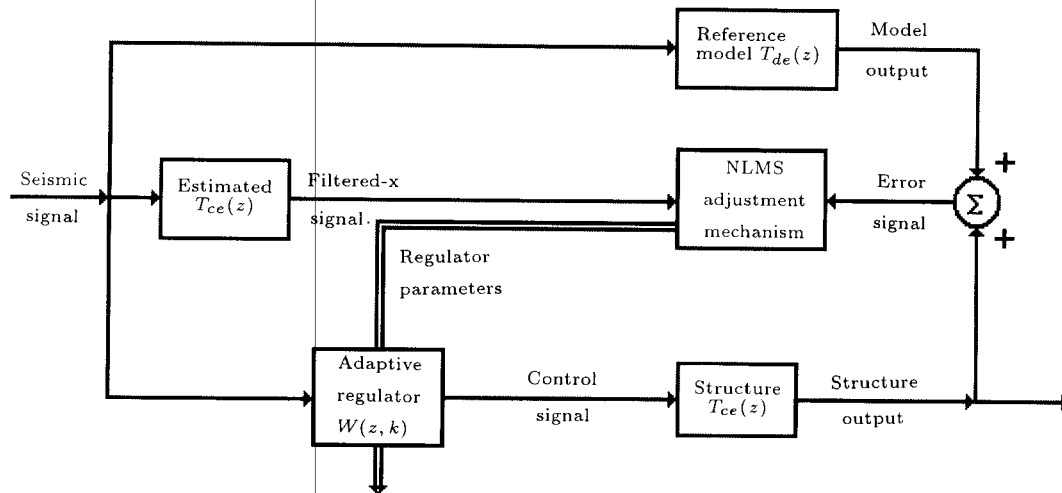 Reference
model T_{de}(z)
Model
output
Seismic
signal
Estimated
T_{ce}(z)
Filtered-x
signal.
NLMS
adjustment
mechanism
Error
signal
+
Σ
+
Regulator
parameters
Adaptive
regulator
W(z, k)
Control
signal
Structure
T_{ce}(z)
Structure
output